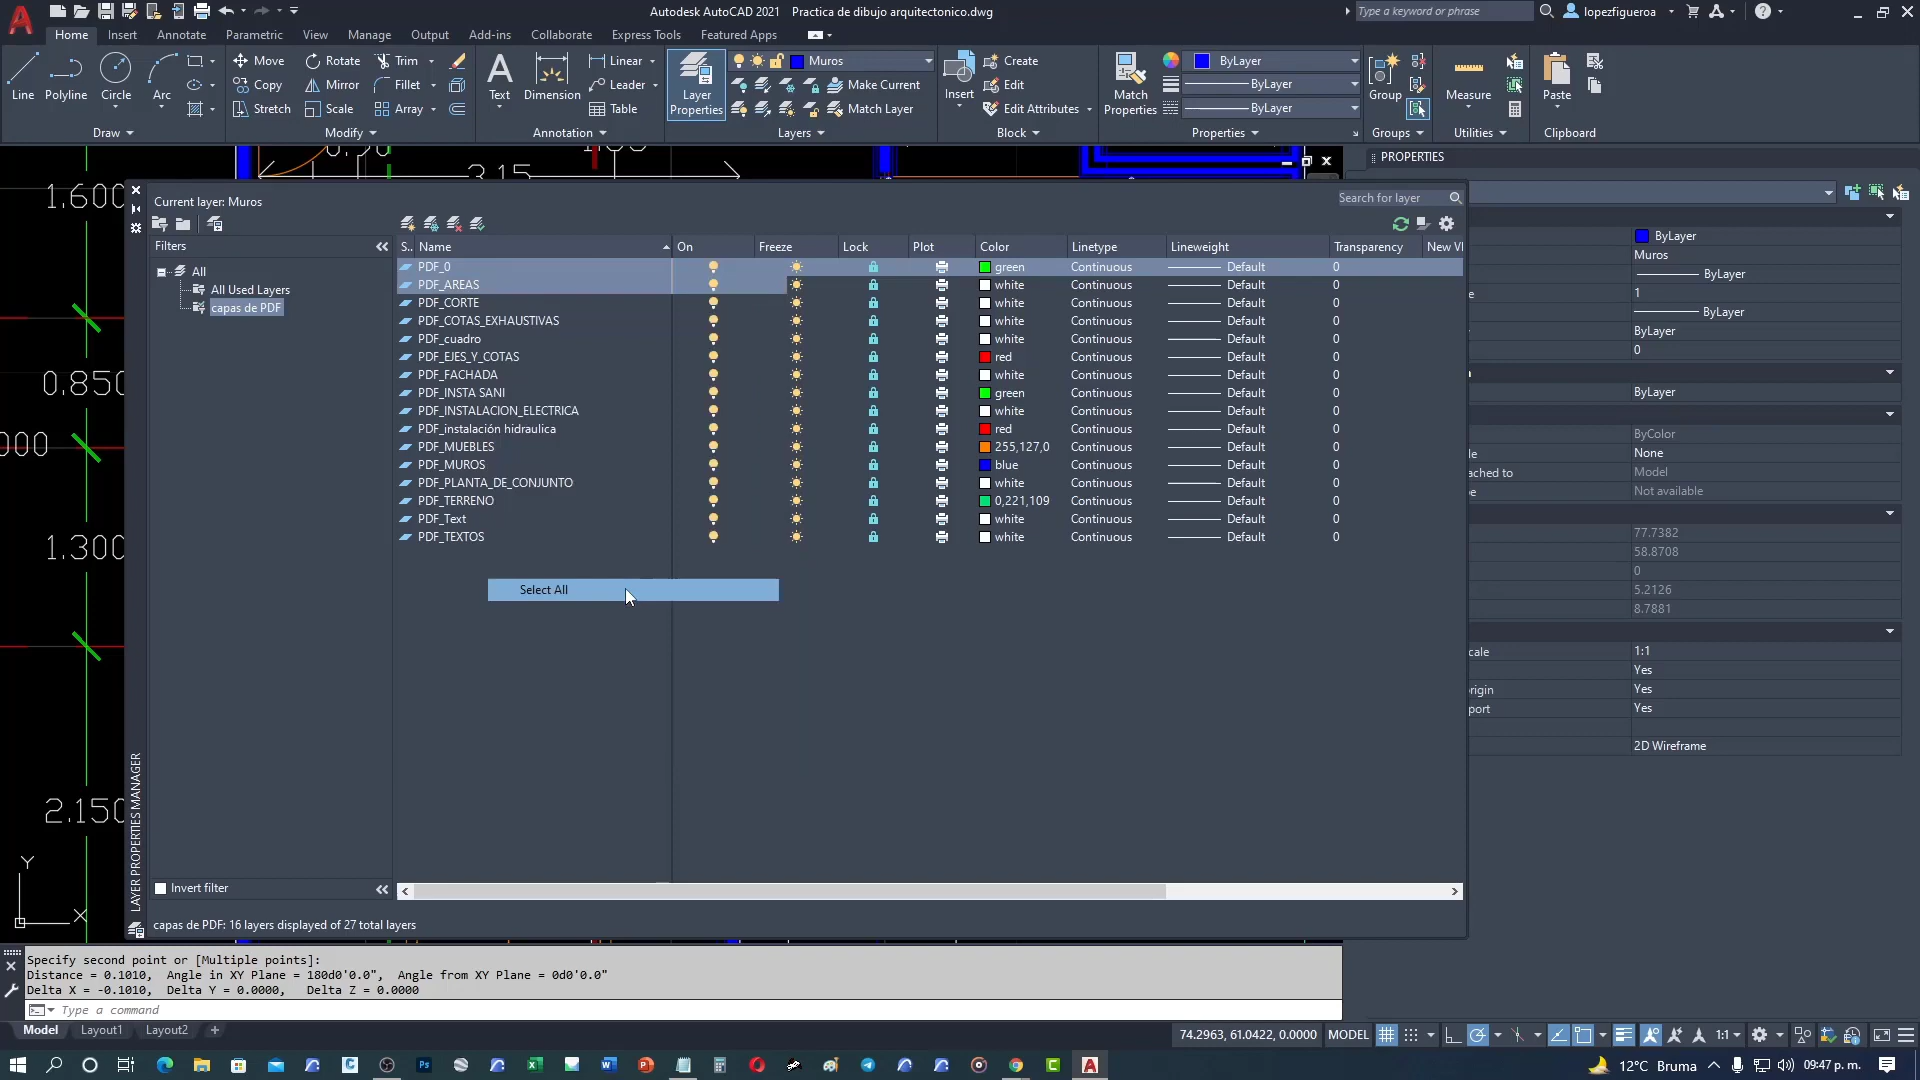 Autodesk AutoCAD 2021 Practica de dibujo arquitectonico.dwg
Type a keyword or phrase
lopezfigueroa
Home Insert Annotate Parametric View Manage Output Add-ins Collaborate Express Tools Featured Apps
Line Polyline Circle Arc
Move Rotate Trim
Copy Mirror Fillet
Stretch Scale Array
Text Dimension
Linear
Leader
Table
Layer
Properties
Muros
Make Current
Match Layer
Insert
Create
Edit
Edit Attributes
Match
Properties
ByLayer
ByLayer
ByLayer
Group
Measure
Paste
Draw Modify Annotation Layers Block Properties Groups Utilities Clipboard
3.15
1.600
0.850
000
1.300
2.150
Y
X
PROPERTIES
Current layer: Muros
Search for layer
Filters
All
All Used Layers
capas de PDF
S.. Name On Freeze Lock Plot Color Linetype Lineweight Transparency New VI
PDF_0 green Continuous Default 0
PDF_AREAS white Continuous Default 0
PDF_CORTE white Continuous Default 0
PDF_COTAS_EXHAUSTIVAS white Continuous Default 0
PDF_cuadro white Continuous Default 0
PDF_EJES_Y_COTAS red Continuous Default 0
PDF_FACHADA white Continuous Default 0
PDF_INSTA SANI green Continuous Default 0
PDF_INSTALACION_ELECTRICA white Continuous Default 0
PDF_instalación hidraulica red Continuous Default 0
PDF_MUEBLES 255,127,0 Continuous Default 0
PDF_MUROS blue Continuous Default 0
PDF_PLANTA_DE_CONJUNTO white Continuous Default 0
PDF_TERRENO 0,221,109 Continuous Default 0
PDF_Text white Continuous Default 0
PDF_TEXTOS white Continuous Default 0
Select All
Invert filter
capas de PDF: 16 layers displayed of 27 total layers
LAYER PROPERTIES MANAGER
ByLayer
Muros
ByLayer
e 1
ByLayer
ByLayer
0
ByLayer
ByColor
le None
ached to Model
pe Not available
77.7382
58.8708
0
5.2126
8.7881
cale 1:1
Yes
rigin Yes
port Yes
2D Wireframe
Specify second point or [Multiple points]:
Distance = 0.1010, Angle in XY Plane = 180d0'0.0", Angle from XY Plane = 0d0'0.0"
Delta X = -0.1010, Delta Y = 0.0000, Delta Z = 0.0000
Type a command
Model Layout1 Layout2 +
74.2963, 61.0422, 0.0000 MODEL 1:1
12°C Bruma 09:47 p. m.